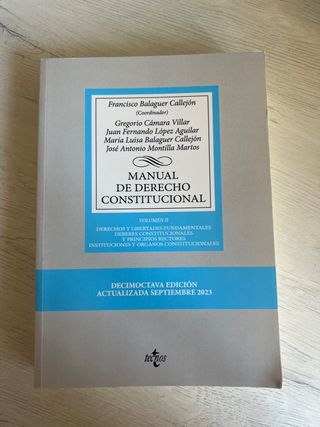 Francisco Balaguer Callejón
(Coordinador)
Gregorio Cámara Villar
Juan Fernando López Aguilar
María Luisa Balaguer Callejón
José Antonio Montilla Martos
MANUAL
DE DERECHO
CONSTITUCIONAL
VOLUMEN II
DERECHOS Y LIBERTADES FUNDAMENTALES
DEBERES CONSTITUCIONALES
Y PRINCIPIOS RECTORES
INSTITUCIONES Y ÓRGANOS CONSTITUCIONALES
DECIMOCTAVA EDICIÓN
ACTUALIZADA SEPTIEMBRE 2023
tecnos